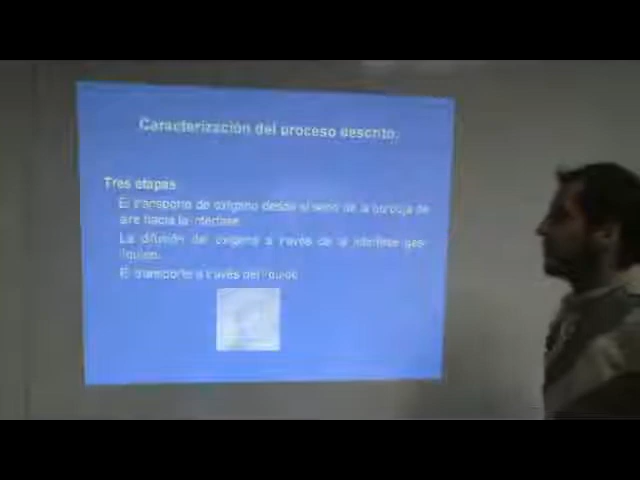 Caracterización del proceso descrito.
Tres etapas
El transporte de oxígeno desde el seno de la burbuja de
aire hacia la interfase.
La difusión del oxígeno a través de la interfase gas-
líquido.
El transporte a través del líquido